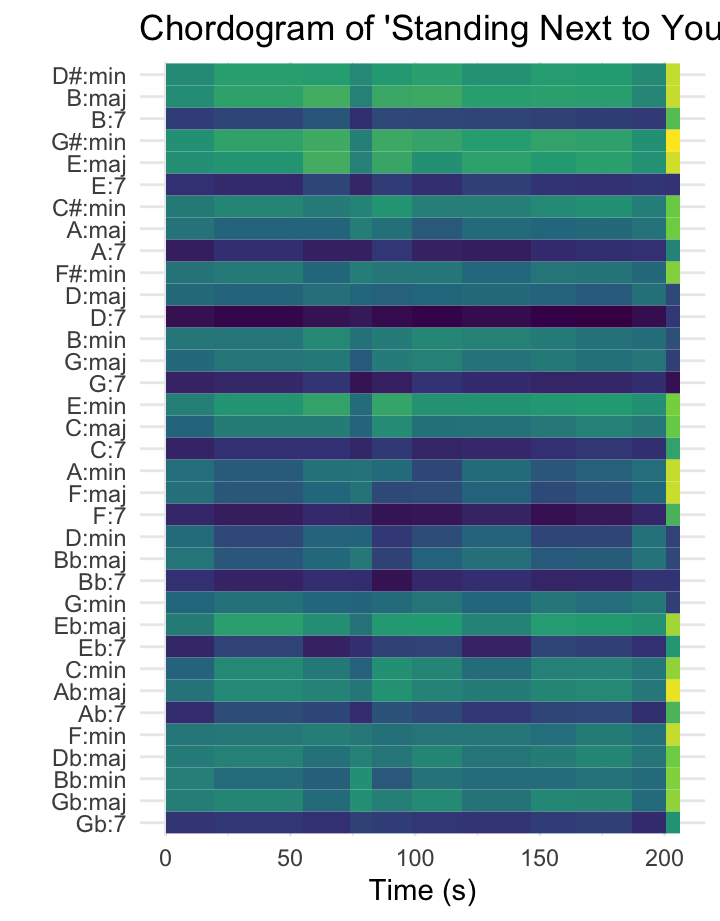 Chordogram of 'Standing Next to You
D#:min
B:maj
B:7
G#:min
E:maj
E:7
C#:min
A:maj
A:7
F#:min
D:maj
D:7
B:min
G:maj
G:7
E:min
C:maj
C:7
A:min
F:maj
F:7
D:min
Bb:maj
Bb:7
G:min
Eb:maj
Eb:7
C:min
Ab:maj
Ab:7
F:min
Db:maj
Bb:min
Gb:maj
Gb:7
0 50 100 150 200
Time (s)